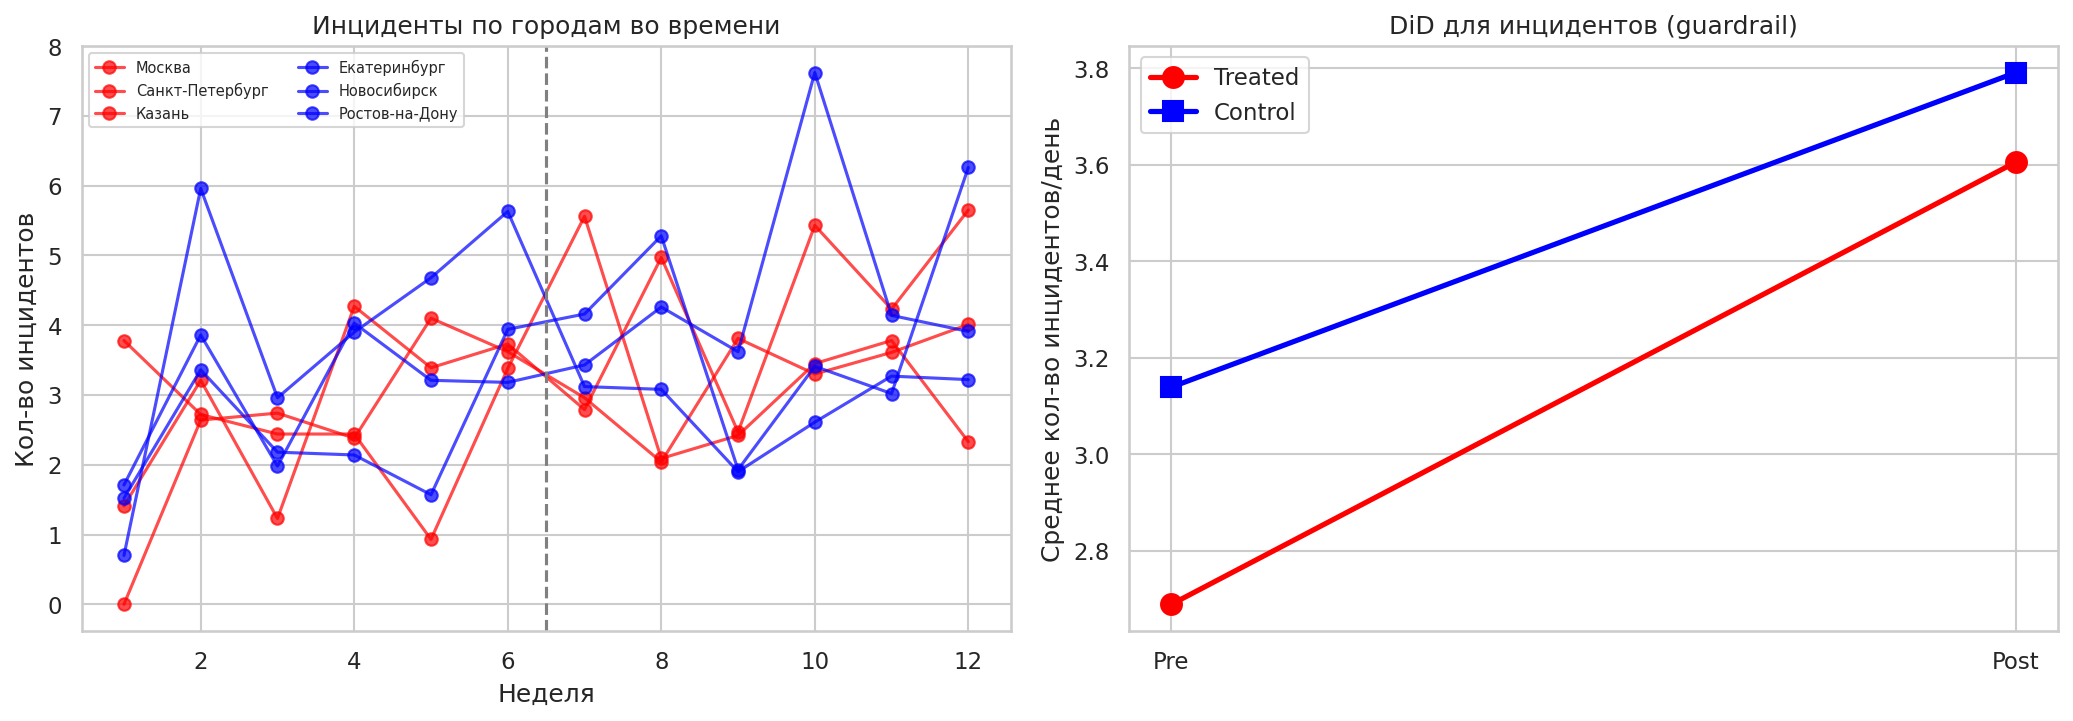 Инциденты по городам во времени
Кол-во инцидентов
8
7
6
5
4
3
2
1
0
Москва
Санкт-Петербург
Казань
Екатеринбург
Новосибирск
Ростов-на-Дону
2
4
6
8
10
12
Неделя
DiD для инцидентов (guardrail)
Среднее кол-во инцидентов/день
3.8
3.6
3.4
3.2
3.0
2.8
Treated
Control
Pre
Post